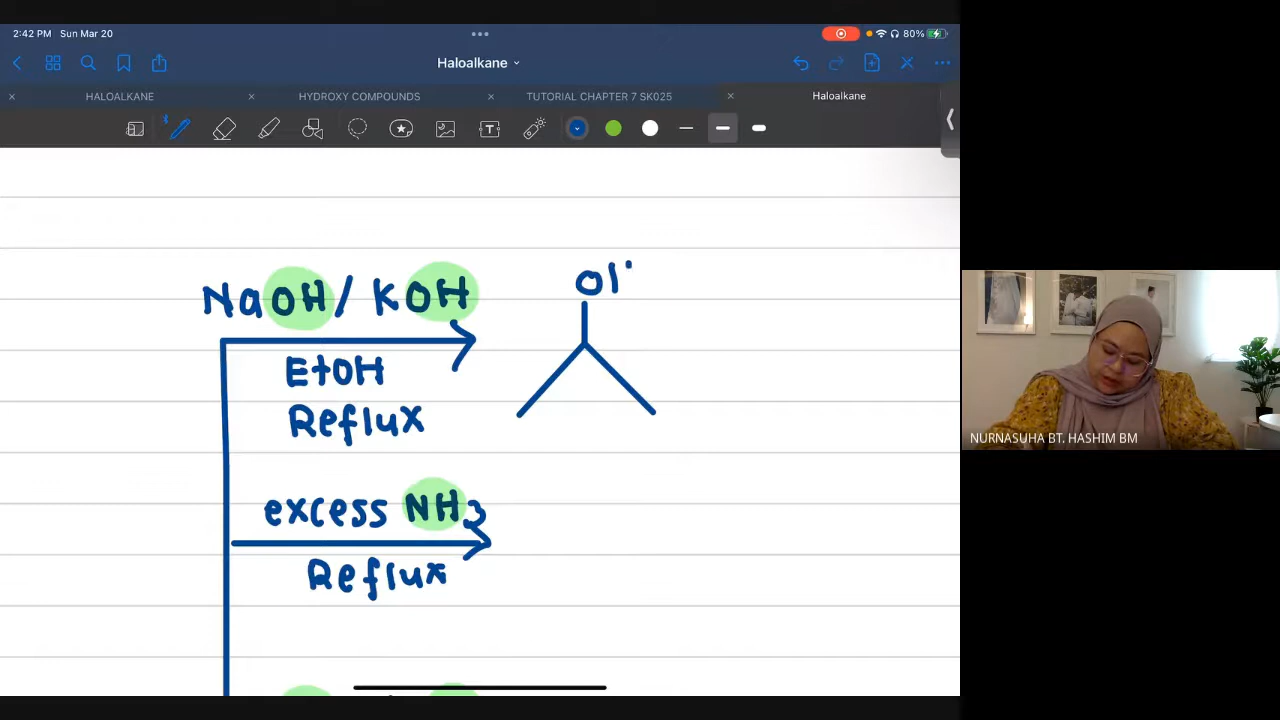 2:42 PM Sun Mar 20
80%
Haloalkane
HALOALKANE
HYDROXY COMPOUNDS
TUTORIAL CHAPTER 7 SK025
Haloalkane
NaOH / KOH
EtOH
Reflux
excess NH3
Reflux
NURNASUHA BT. HASHIM BM